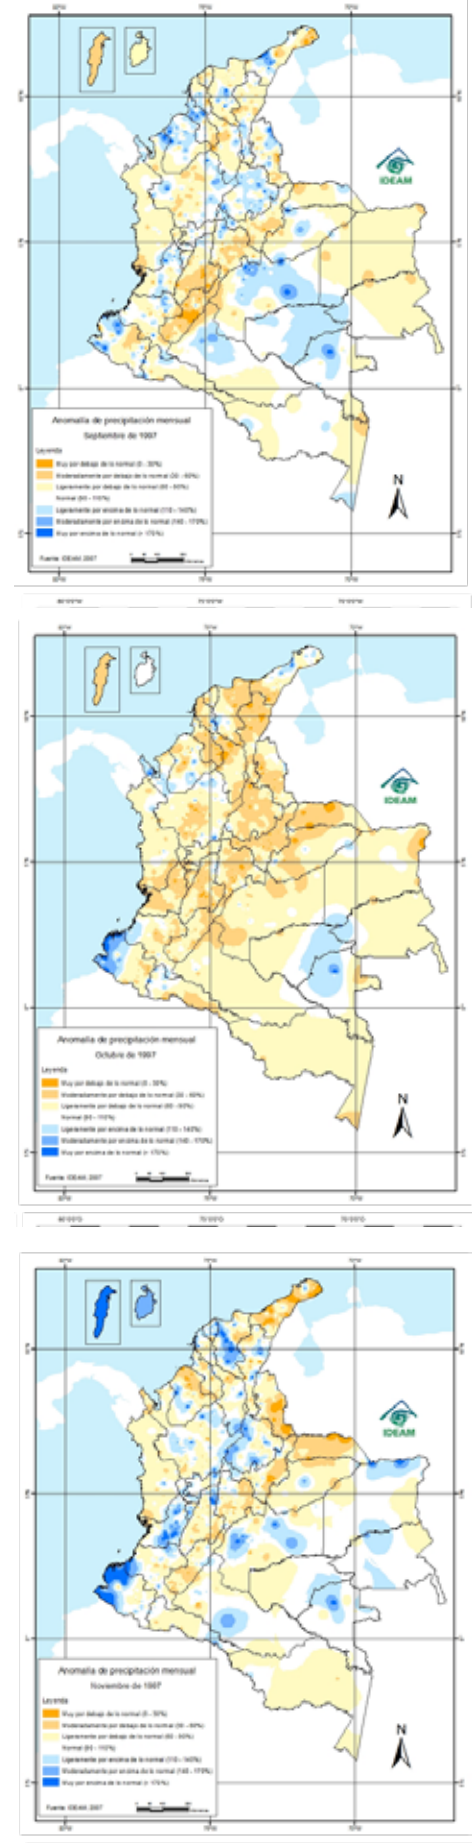 IDEAM
N
Anomalía de precipitación mensual
Septiembre de 1997
Leyenda
Muy por debajo de lo normal (0 - 30%)
Moderadamente por debajo de lo normal (30 - 60%)
Ligeramente por debajo de lo normal (60 - 90%)
Normal (90 - 110%)
Ligeramente por encima de lo normal (110 - 140%)
Moderadamente por encima de lo normal (140 - 170%)
Muy por encima de lo normal (> 170%)
Fuente: IDEAM, 2007
IDEAM
N
Anomalía de precipitación mensual
Octubre de 1997
Leyenda
Muy por debajo de lo normal (0 - 30%)
Moderadamente por debajo de lo normal (30 - 60%)
Ligeramente por debajo de lo normal (60 - 90%)
Normal (90 - 110%)
Ligeramente por encima de lo normal (110 - 140%)
Moderadamente por encima de lo normal (140 - 170%)
Muy por encima de lo normal (> 170%)
Fuente: IDEAM, 2007
IDEAM
N
Anomalía de precipitación mensual
Noviembre de 1997
Leyenda
Muy por debajo de lo normal (0 - 30%)
Moderadamente por debajo de lo normal (30 - 60%)
Ligeramente por debajo de lo normal (60 - 90%)
Normal (90 - 110%)
Ligeramente por encima de lo normal (110 - 140%)
Moderadamente por encima de lo normal (140 - 170%)
Muy por encima de lo normal (> 170%)
Fuente: IDEAM, 2007